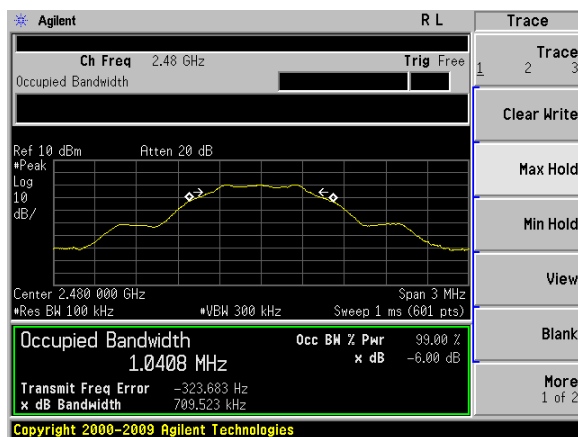 Agilent R L Trace
Ch Freq 2.48 GHz Trig Free
Occupied Bandwidth
Trace
1 2 3
Clear Write
Max Hold
Min Hold
View
Blank
More
1 of 2
Ref 10 dBm Atten 20 dB
#Peak
Log
10
dB/
Center 2.480 000 GHz Span 3 MHz
#Res BW 100 kHz #VBW 300 kHz Sweep 1 ms (601 pts)
Occupied Bandwidth Occ BW % Pwr 99.00 %
1.0408 MHz x dB -6.00 dB
Transmit Freq Error -323.683 Hz
x dB Bandwidth 709.523 kHz
Copyright 2000-2009 Agilent Technologies